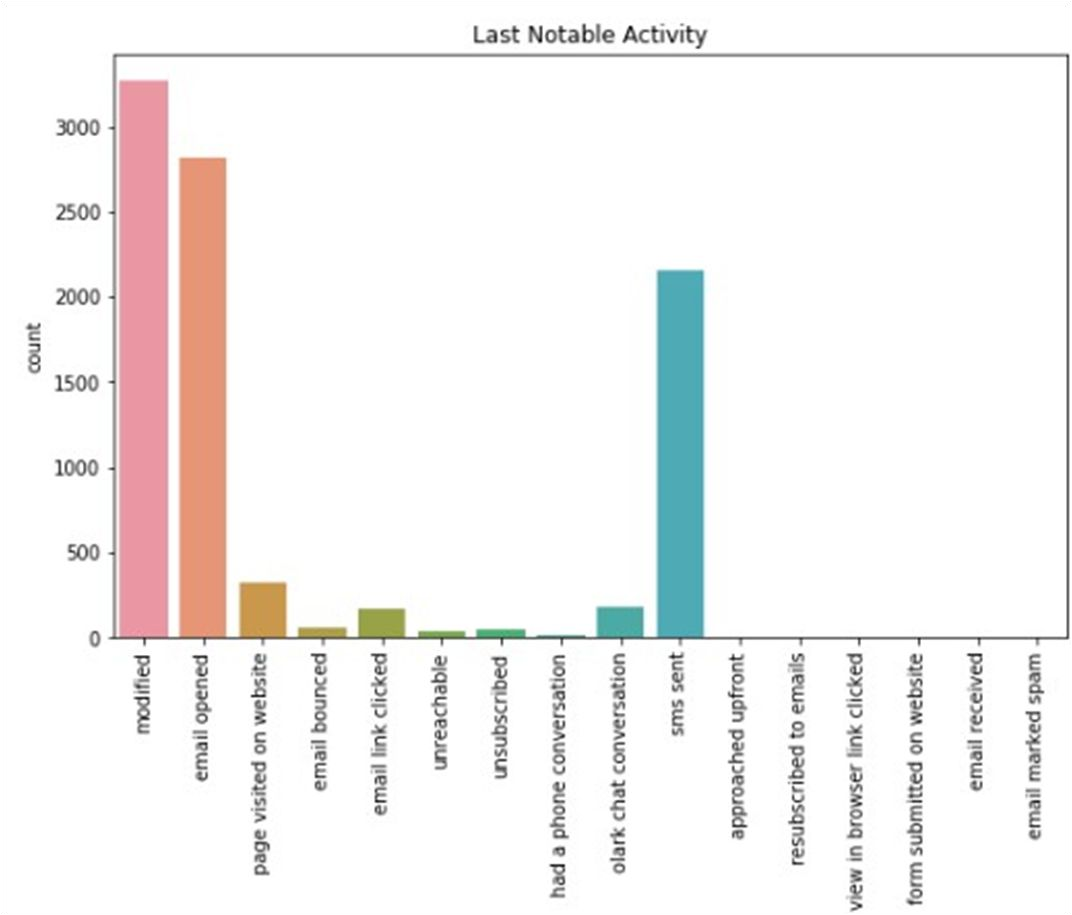 Last Notable Activity
3000
2500
2000
1500
1000
500
0
count
modified
email opened
page visited on website
email bounced
email link clicked
unreachable
unsubscribed
had a phone conversation
olark chat conversation
sms sent
approached upfront
resubscribed to emails
view in browser link clicked
form submitted on website
email received
email marked spam